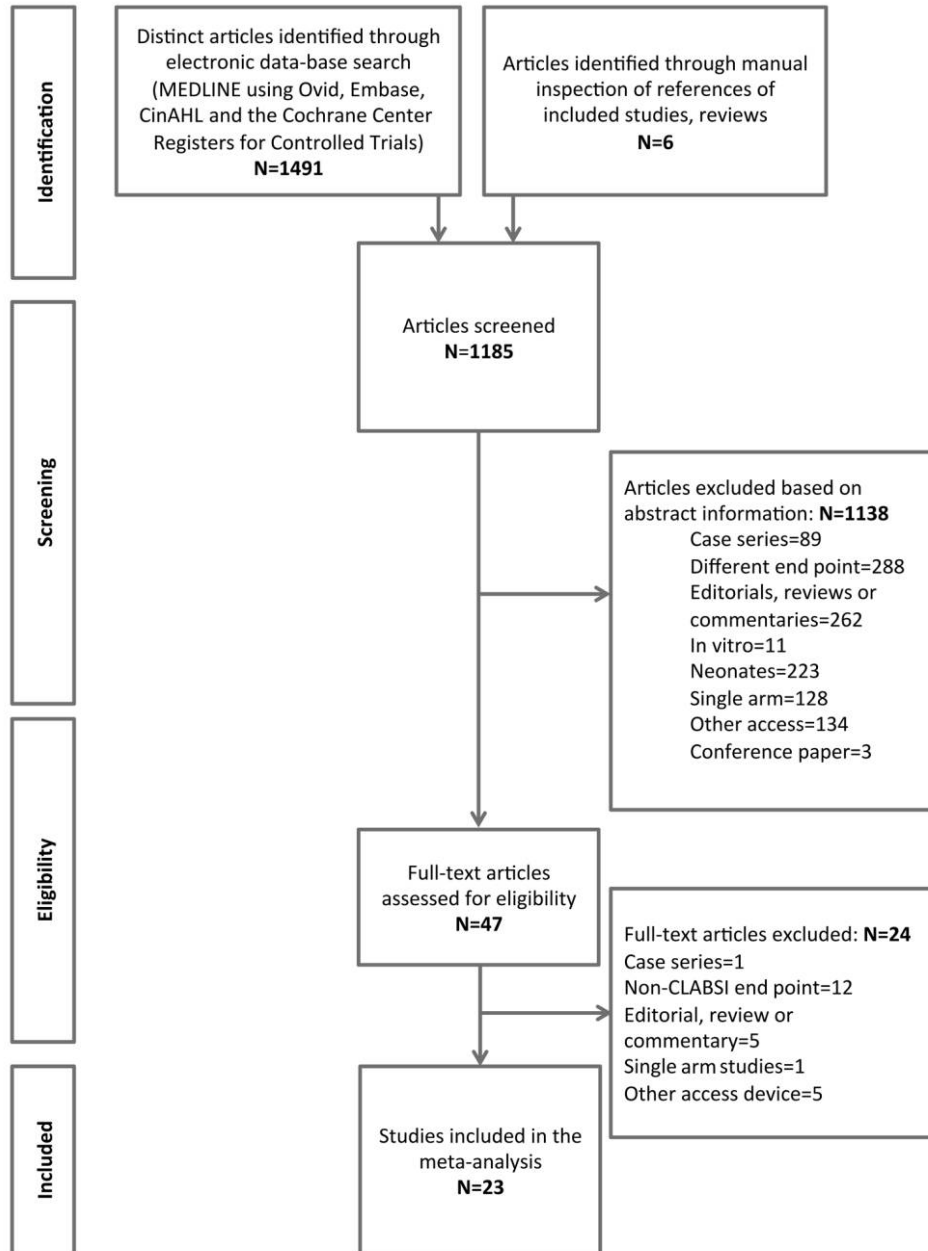 Identification
Distinct articles identified through
electronic data-base search
(MEDLINE using Ovid, Embase,
CinAHL and the Cochrane Center
Registers for Controlled Trials)
N=1491
Articles identified through manual
inspection of references of
included studies, reviews
N=6
Screening
Articles screened
N=1185
Articles excluded based on
abstract information: N=1138
Case series=89
Different end point=288
Editorials, reviews or
commentaries=262
In vitro=11
Neonates=223
Single arm=128
Other access=134
Conference paper=3
Eligibility
Full-text articles
assessed for eligibility
N=47
Full-text articles excluded: N=24
Case series=1
Non-CLABSI end point=12
Editorial, review or
commentary=5
Single arm studies=1
Other access device=5
Included
Studies included in the
meta-analysis
N=23